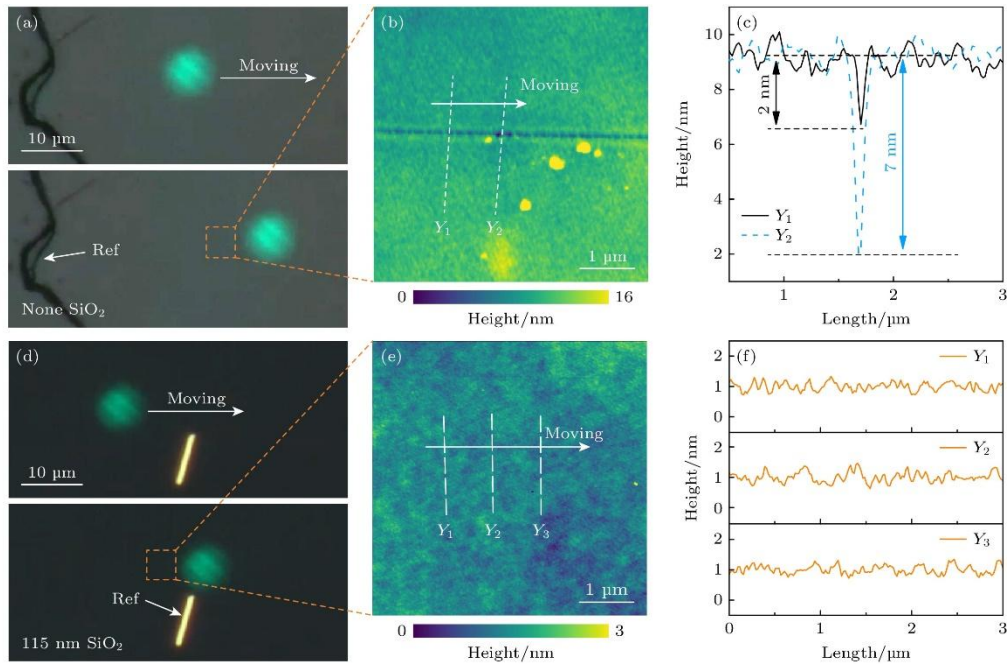 (a)
Moving
10 µm
Ref
None SiO₂
(b)
Moving
Y₁
Y₂
1 µm
0
16
Height/nm
(c)
10
8
6
4
2
Height/nm
2 nm
7 nm
Y₁
Y₂
1
2
3
Length/µm
(d)
Moving
10 µm
Ref
115 nm SiO₂
(e)
Moving
Y₁
Y₂
Y₃
1 µm
0
3
Height/nm
(f)
2
1
0
Y₁
2
1
0
Y₂
2
1
0
Y₃
Height/nm
0
1
2
3
Length/µm